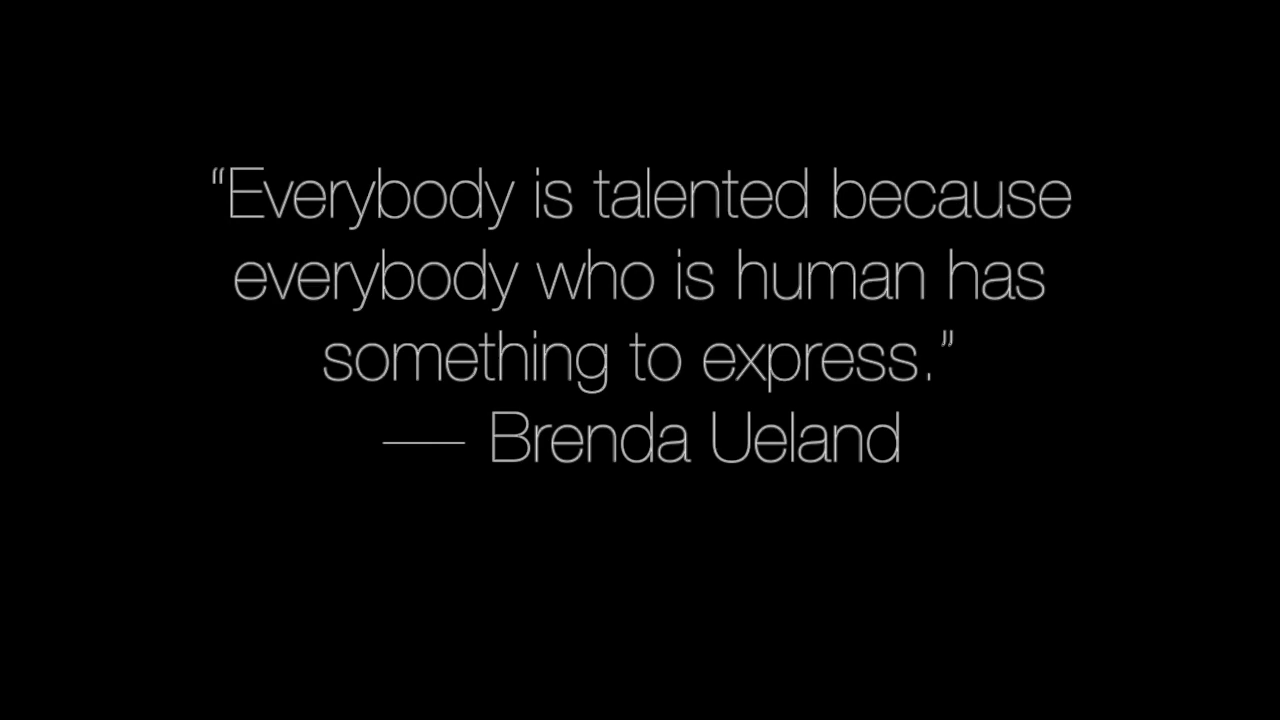 “Everybody is talented because
everybody who is human has
something to express.”
— Brenda Ueland